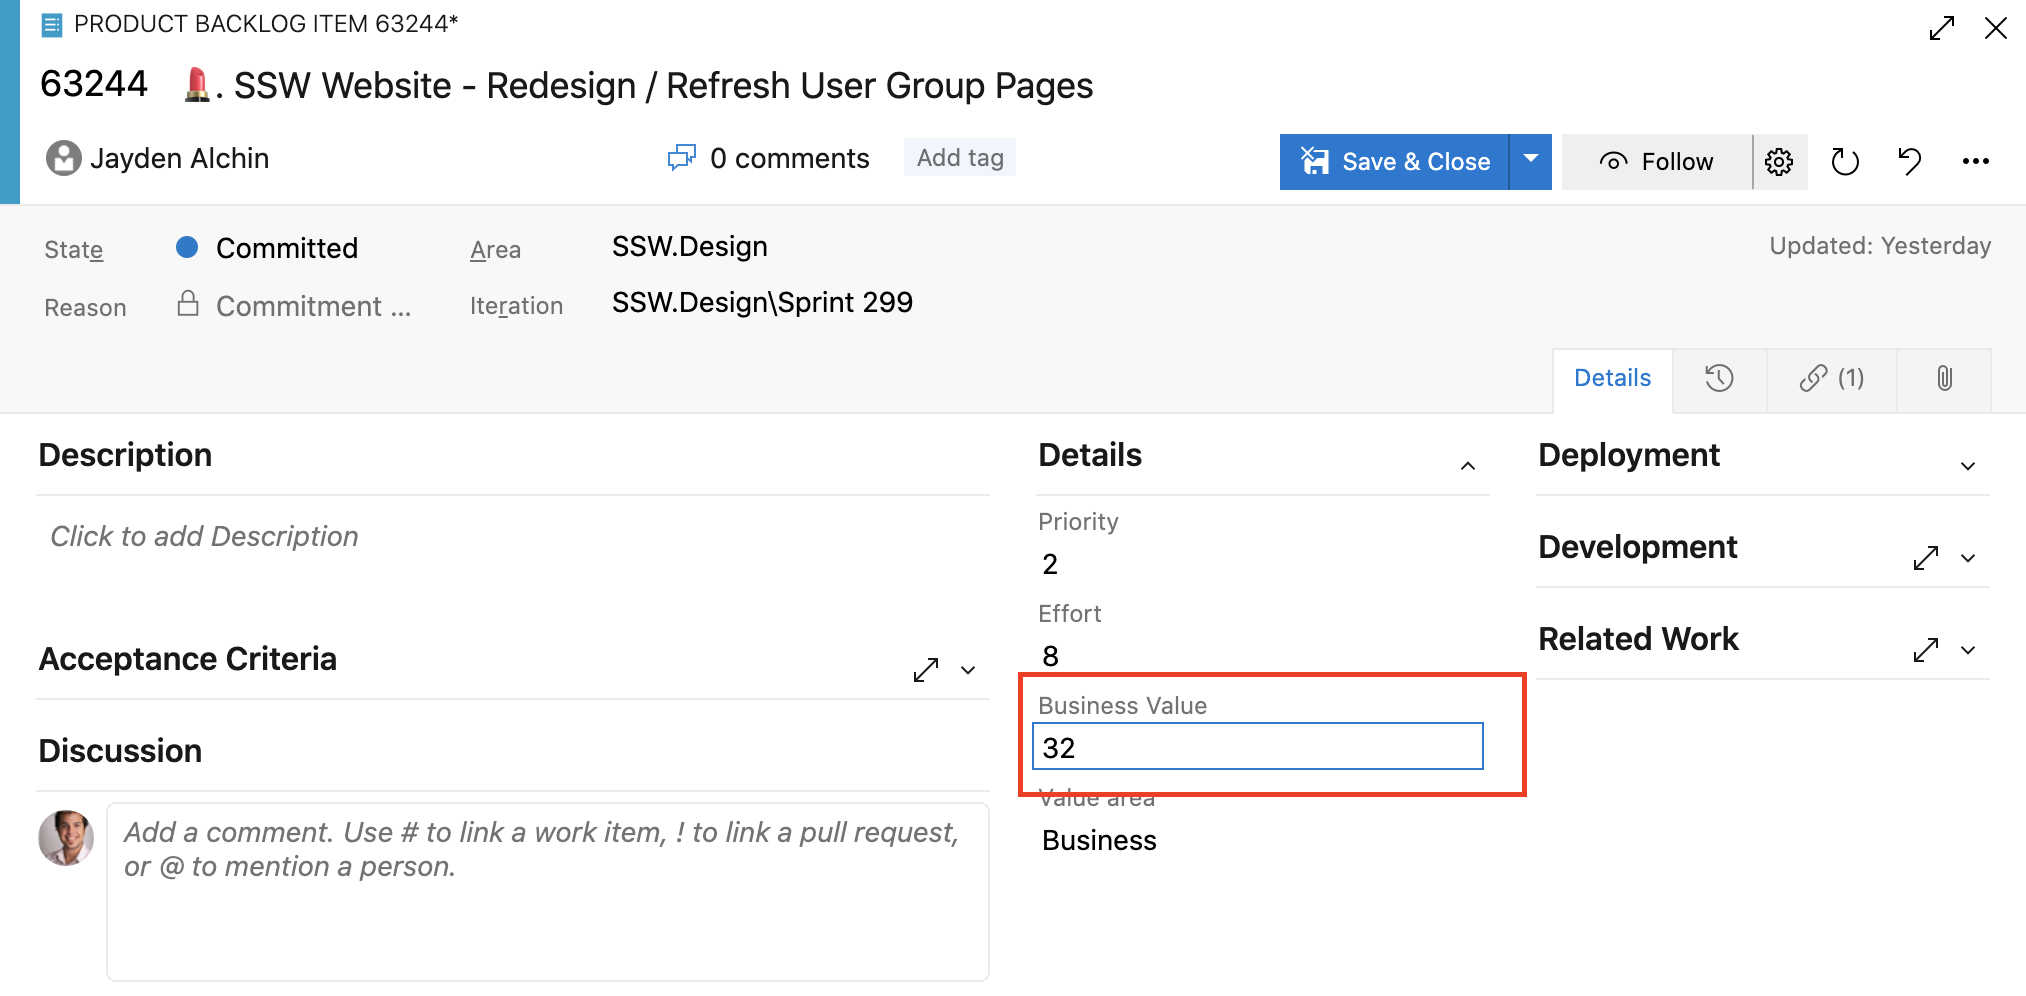 PRODUCT BACKLOG ITEM 63244*
63244 💄. SSW Website - Redesign / Refresh User Group Pages
Jayden Alchin
0 comments
Add tag
Save & Close
Follow
State
Committed
Area
SSW.Design
Updated: Yesterday
Reason
Commitment ...
Iteration
SSW.Design\Sprint 299
Details
(1)
Description
Click to add Description
Acceptance Criteria
Discussion
Add a comment. Use # to link a work item, ! to link a pull request,
or @ to mention a person.
Details
Priority
2
Effort
8
Business Value
32
Value area
Business
Deployment
Development
Related Work